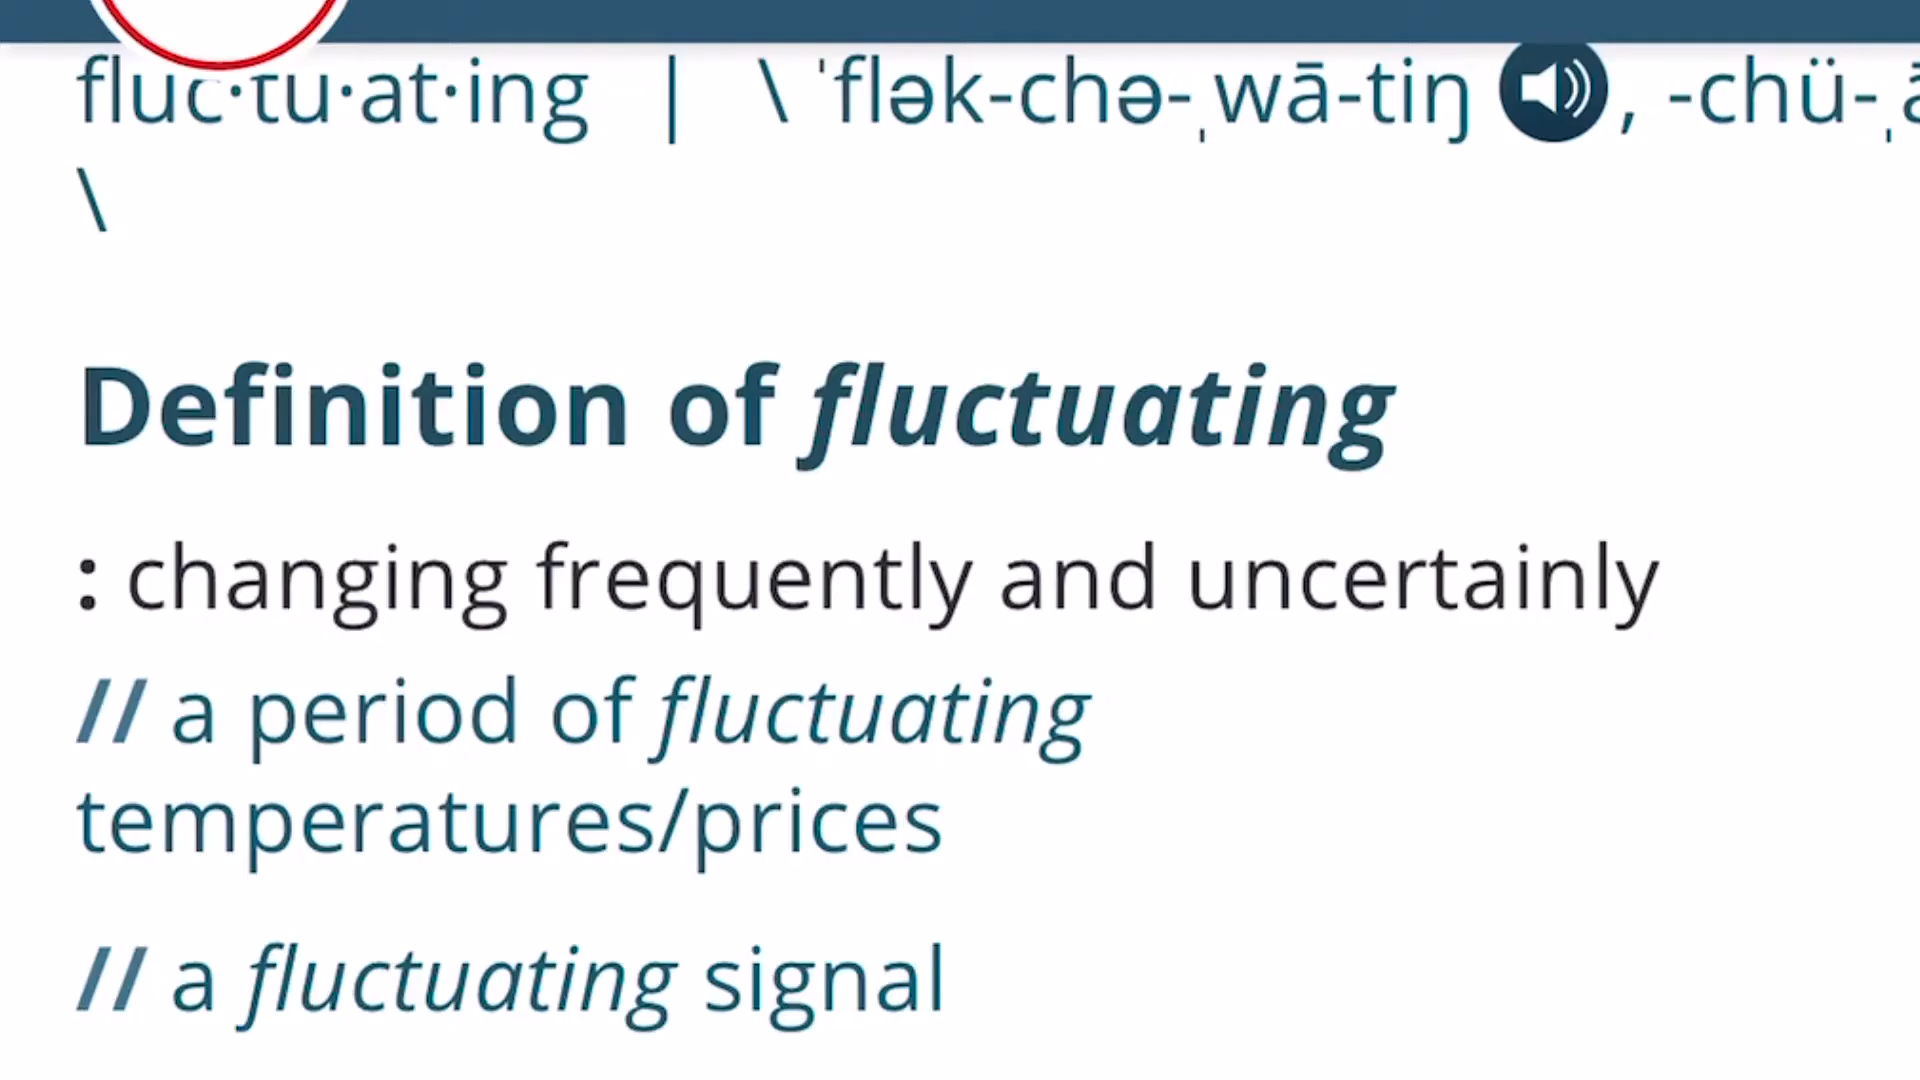 fluc·tu·at·ing | \ ˈflək-chə-ˌwā-tiŋ , -chü-ˌ
\
Definition of fluctuating
: changing frequently and uncertainly
// a period of fluctuating
temperatures/prices
// a fluctuating signal